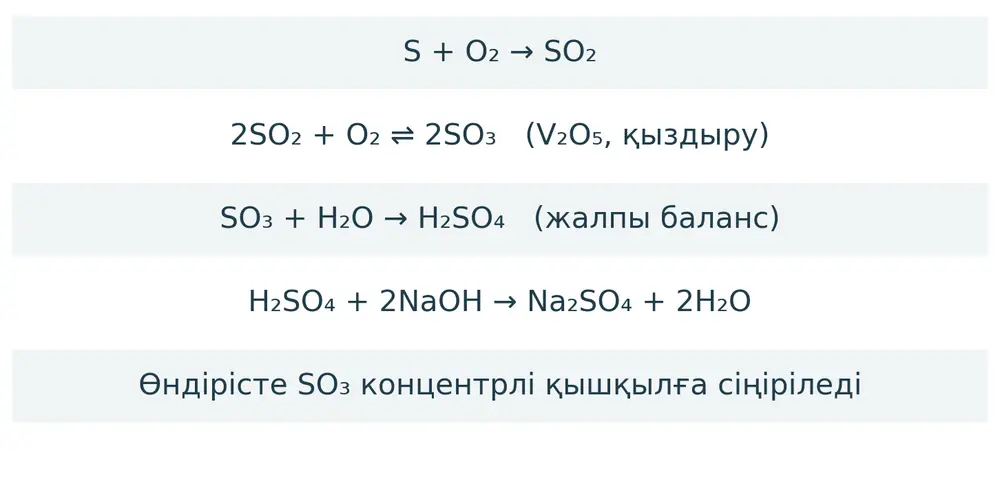 S + O₂ → SO₂
2SO₂ + O₂ ⇌ 2SO₃ (V₂O₅, қыздыру)
SO₃ + H₂O → H₂SO₄ (жалпы баланс)
H₂SO₄ + 2NaOH → Na₂SO₄ + 2H₂O
Өндірісте SO₃ концентрлі қышқылға сіңіріледі